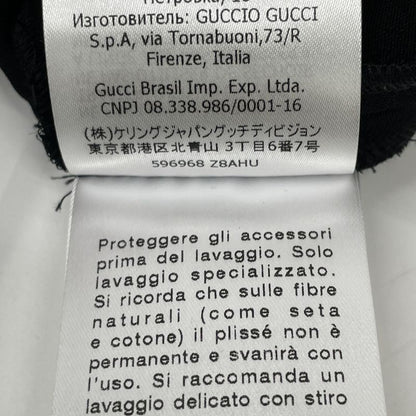 Изготовитель: GUCCIO GUCCI
S.p.A, via Tornabuoni,73/R
Firenze, Italia
Gucci Brasil Imp. Exp. Ltda.
CNPJ 08.338.986/0001-16
(株)ケリングジャパングッチディビジョン
東京都港区北青山 3丁目6番7号
596968 Z8AHU
Proteggere gli accessori
prima del lavaggio. Solo
lavaggio specializzato.
Si ricorda che sulle fibre
naturali (come seta
e cotone) il plissé non è
permanente e svanirà con
l'uso. Si raccomanda un
lavaggio delicato con stiro